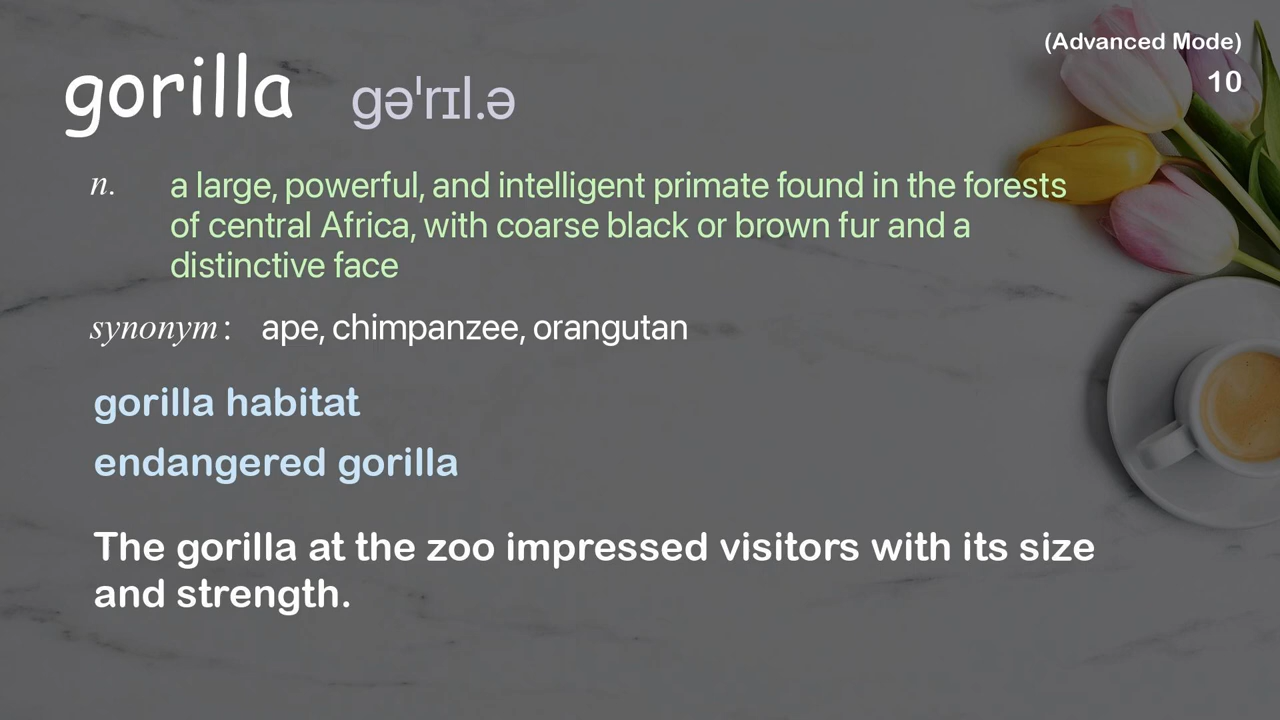 (Advanced Mode)
10
gorilla gəˈrɪl.ə
n. a large, powerful, and intelligent primate found in the forests
of central Africa, with coarse black or brown fur and a
distinctive face
synonym: ape, chimpanzee, orangutan
gorilla habitat
endangered gorilla
The gorilla at the zoo impressed visitors with its size
and strength.